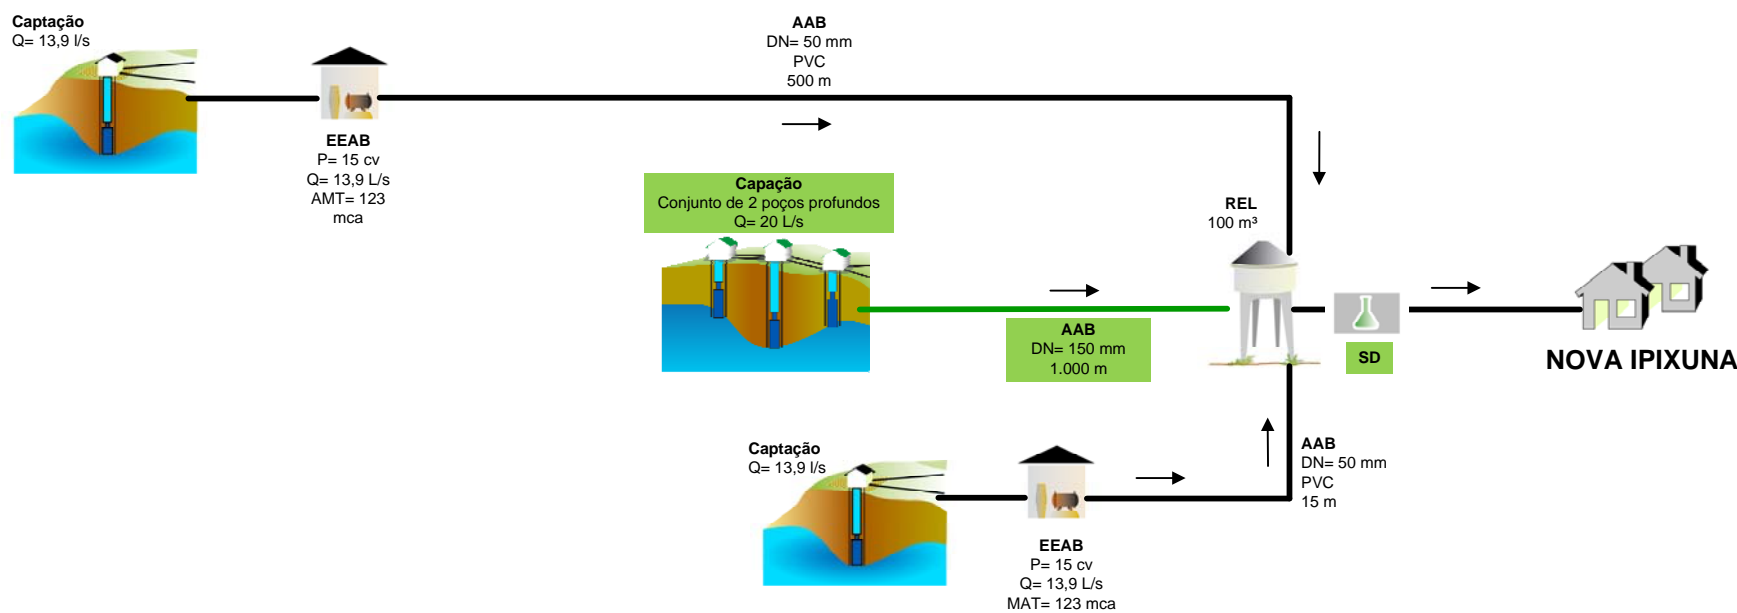 Captação
Q= 13,9 l/s
EEAB
P= 15 cv
Q= 13,9 L/s
AMT= 123
mca
AAB
DN= 50 mm
PVC
500 m
Capação
Conjunto de 2 poços profundos
Q= 20 L/s
AAB
DN= 150 mm
1.000 m
REL
100 m³
SD
NOVA IPIXUNA
Captação
Q= 13,9 l/s
EEAB
P= 15 cv
Q= 13,9 L/s
MAT= 123 mca
AAB
DN= 50 mm
PVC
15 m